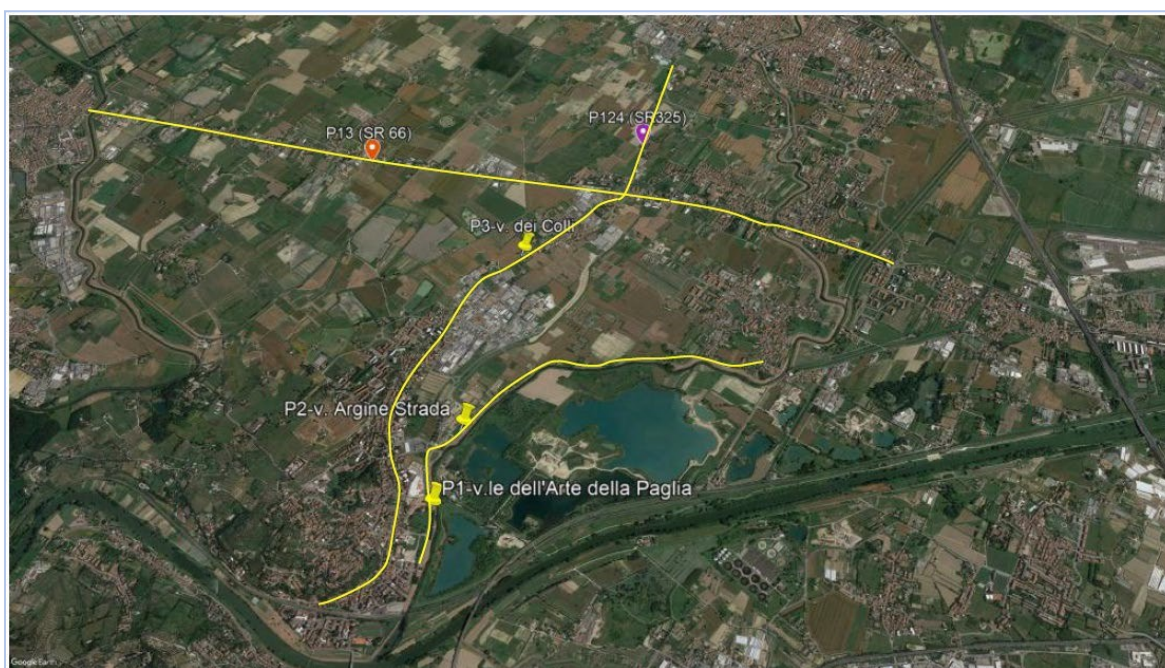 P124 (SR325)
P13 (SR 66)
P3-v. dei Colli
P2-v. Argine Strada
P1-v.le dell'Arte della Paglia
Google Earth